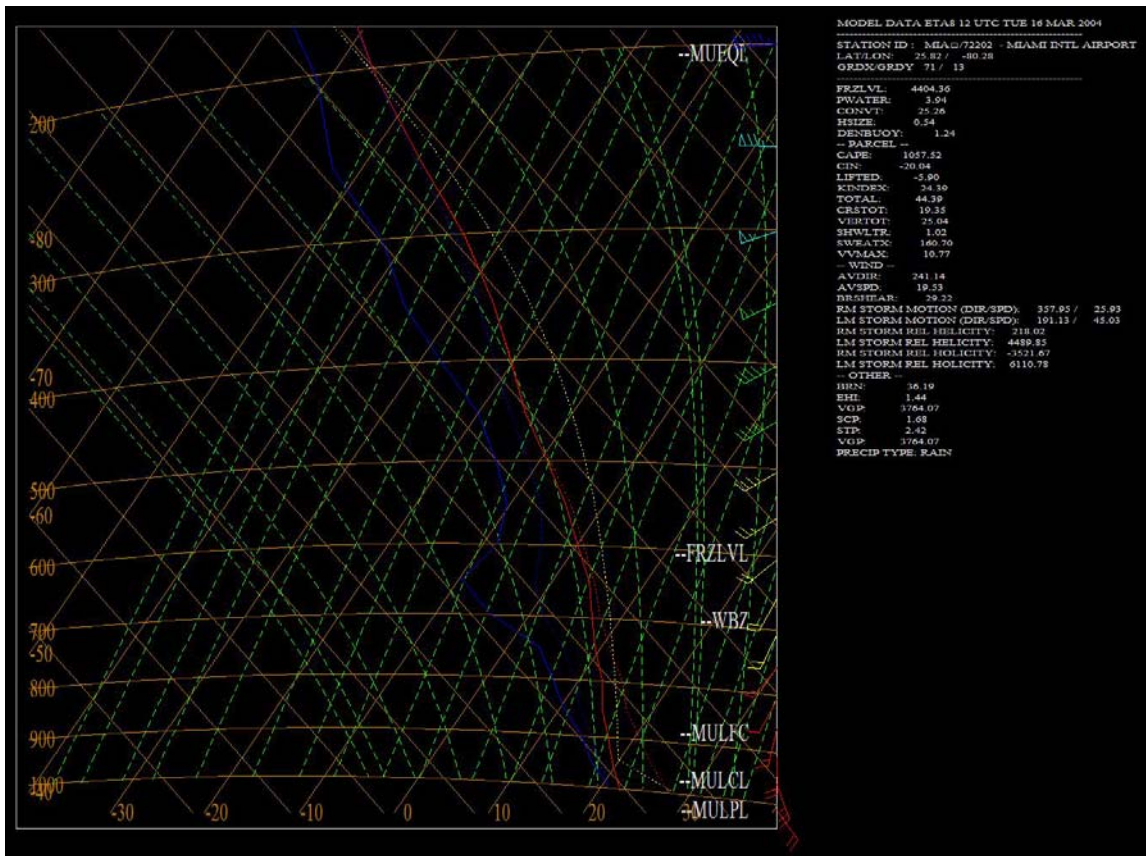 MODEL DATA ETA8 12 UTC TUE 16 MAR 2004
STATION ID : MIA□/72202 - MIAMI INTL AIRPORT
LAT/LON: 25.82 / -80.28
GRDX/GRDY 71 / 13
FRZLVL: 4404.36
PWATER: 3.94
CONVT: 25.26
HSIZE: 0.54
DENBUOY: 1.24
-- PARCEL --
CAPE: 1057.52
CIN: -20.04
LIFTED: -5.90
KINDEX: 24.39
TOTAL: 44.39
CRSTOT: 19.35
VERTOT: 25.04
SHWLTR: 1.02
SWEATX: 160.70
VVMAX: 10.77
-- WIND --
AVDIR: 241.14
AVSPD: 19.53
BRSHEAR: 29.22
RM STORM MOTION (DIR/SPD): 357.95 / 25.93
LM STORM MOTION (DIR/SPD): 191.13 / 45.03
RM STORM REL HELICITY: 218.02
LM STORM REL HELICITY: 4489.85
RM STORM REL HOLICITY: -3521.67
LM STORM REL HOLICITY: 6110.78
-- OTHER --
BRN: 36.19
EHI: 1.44
VGP: 3764.07
SCP: 1.68
STP: 2.42
VGP: 3764.07
PRECIP TYPE: RAIN
--MUEQL
200
-80
300
-70
400
500
-60
--FRZLVL
600
--WBZ
700
-50
800
--MULFC
900
--MULCL
1000
-40
-30
-20
-10
0
10
20
30
--MULPL